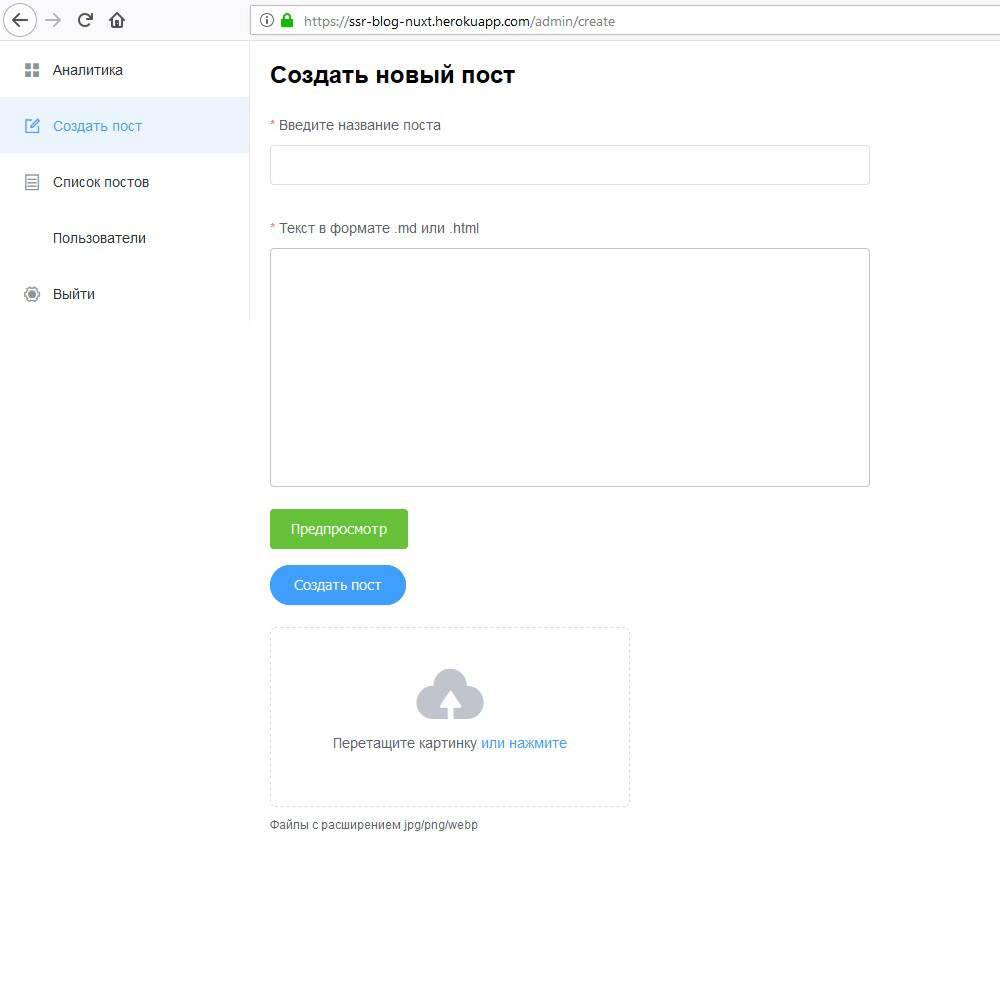 https://ssr-blog-nuxt.herokuapp.com/admin/create
Аналитика
Создать пост
Список постов
Пользователи
Выйти
Создать новый пост
* Введите название поста
* Текст в формате .md или .html
Предпросмотр
Создать пост
Перетащите картинку или нажмите
Файлы с расширением jpg/png/webp